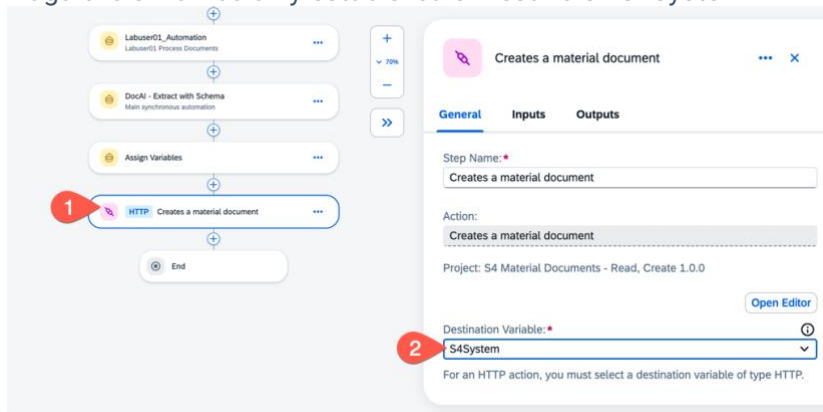 Labuser01_Automation
Labuser01 Process Documents
DocAI - Extract with Schema
Main synchronous automation
Assign Variables
1
HTTP Creates a material document
End
70%
Creates a material document
General Inputs Outputs
Step Name:*
Creates a material document
Action:
Creates a material document
Project: S4 Material Documents - Read, Create 1.0.0
Open Editor
Destination Variable:*
2
S4System
For an HTTP action, you must select a destination variable of type HTTP.